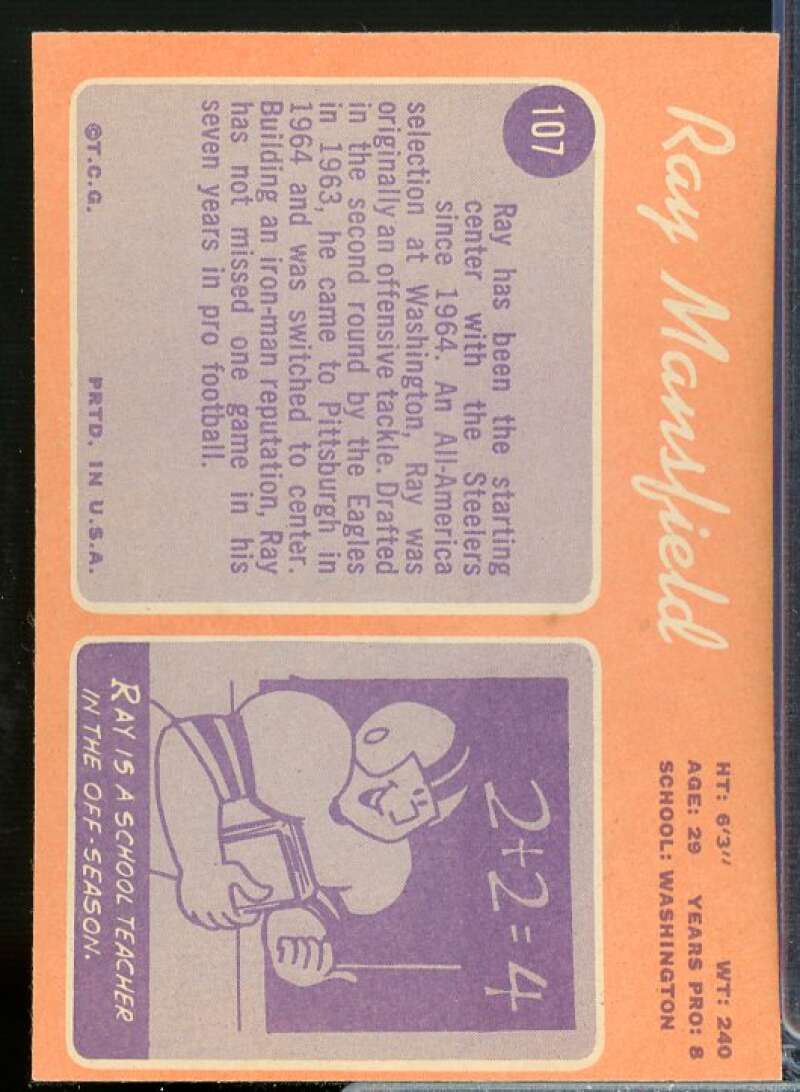 Ray Mansfield
HT: 6'3" WT: 240
AGE: 29 YEARS PRO: 8
SCHOOL: WASHINGTON
107
Ray has been the starting
center with the Steelers
since 1964. An All-America
selection at Washington, Ray was
originally an offensive tackle. Drafted
in the second round by the Eagles
in 1963, he came to Pittsburgh in
1964 and was switched to center.
Building an iron-man reputation, Ray
has not missed one game in his
seven years in pro football.
©T.C.G. PRTD. IN U.S.A.
2+2=4
RAY IS A SCHOOL TEACHER
IN THE OFF-SEASON.